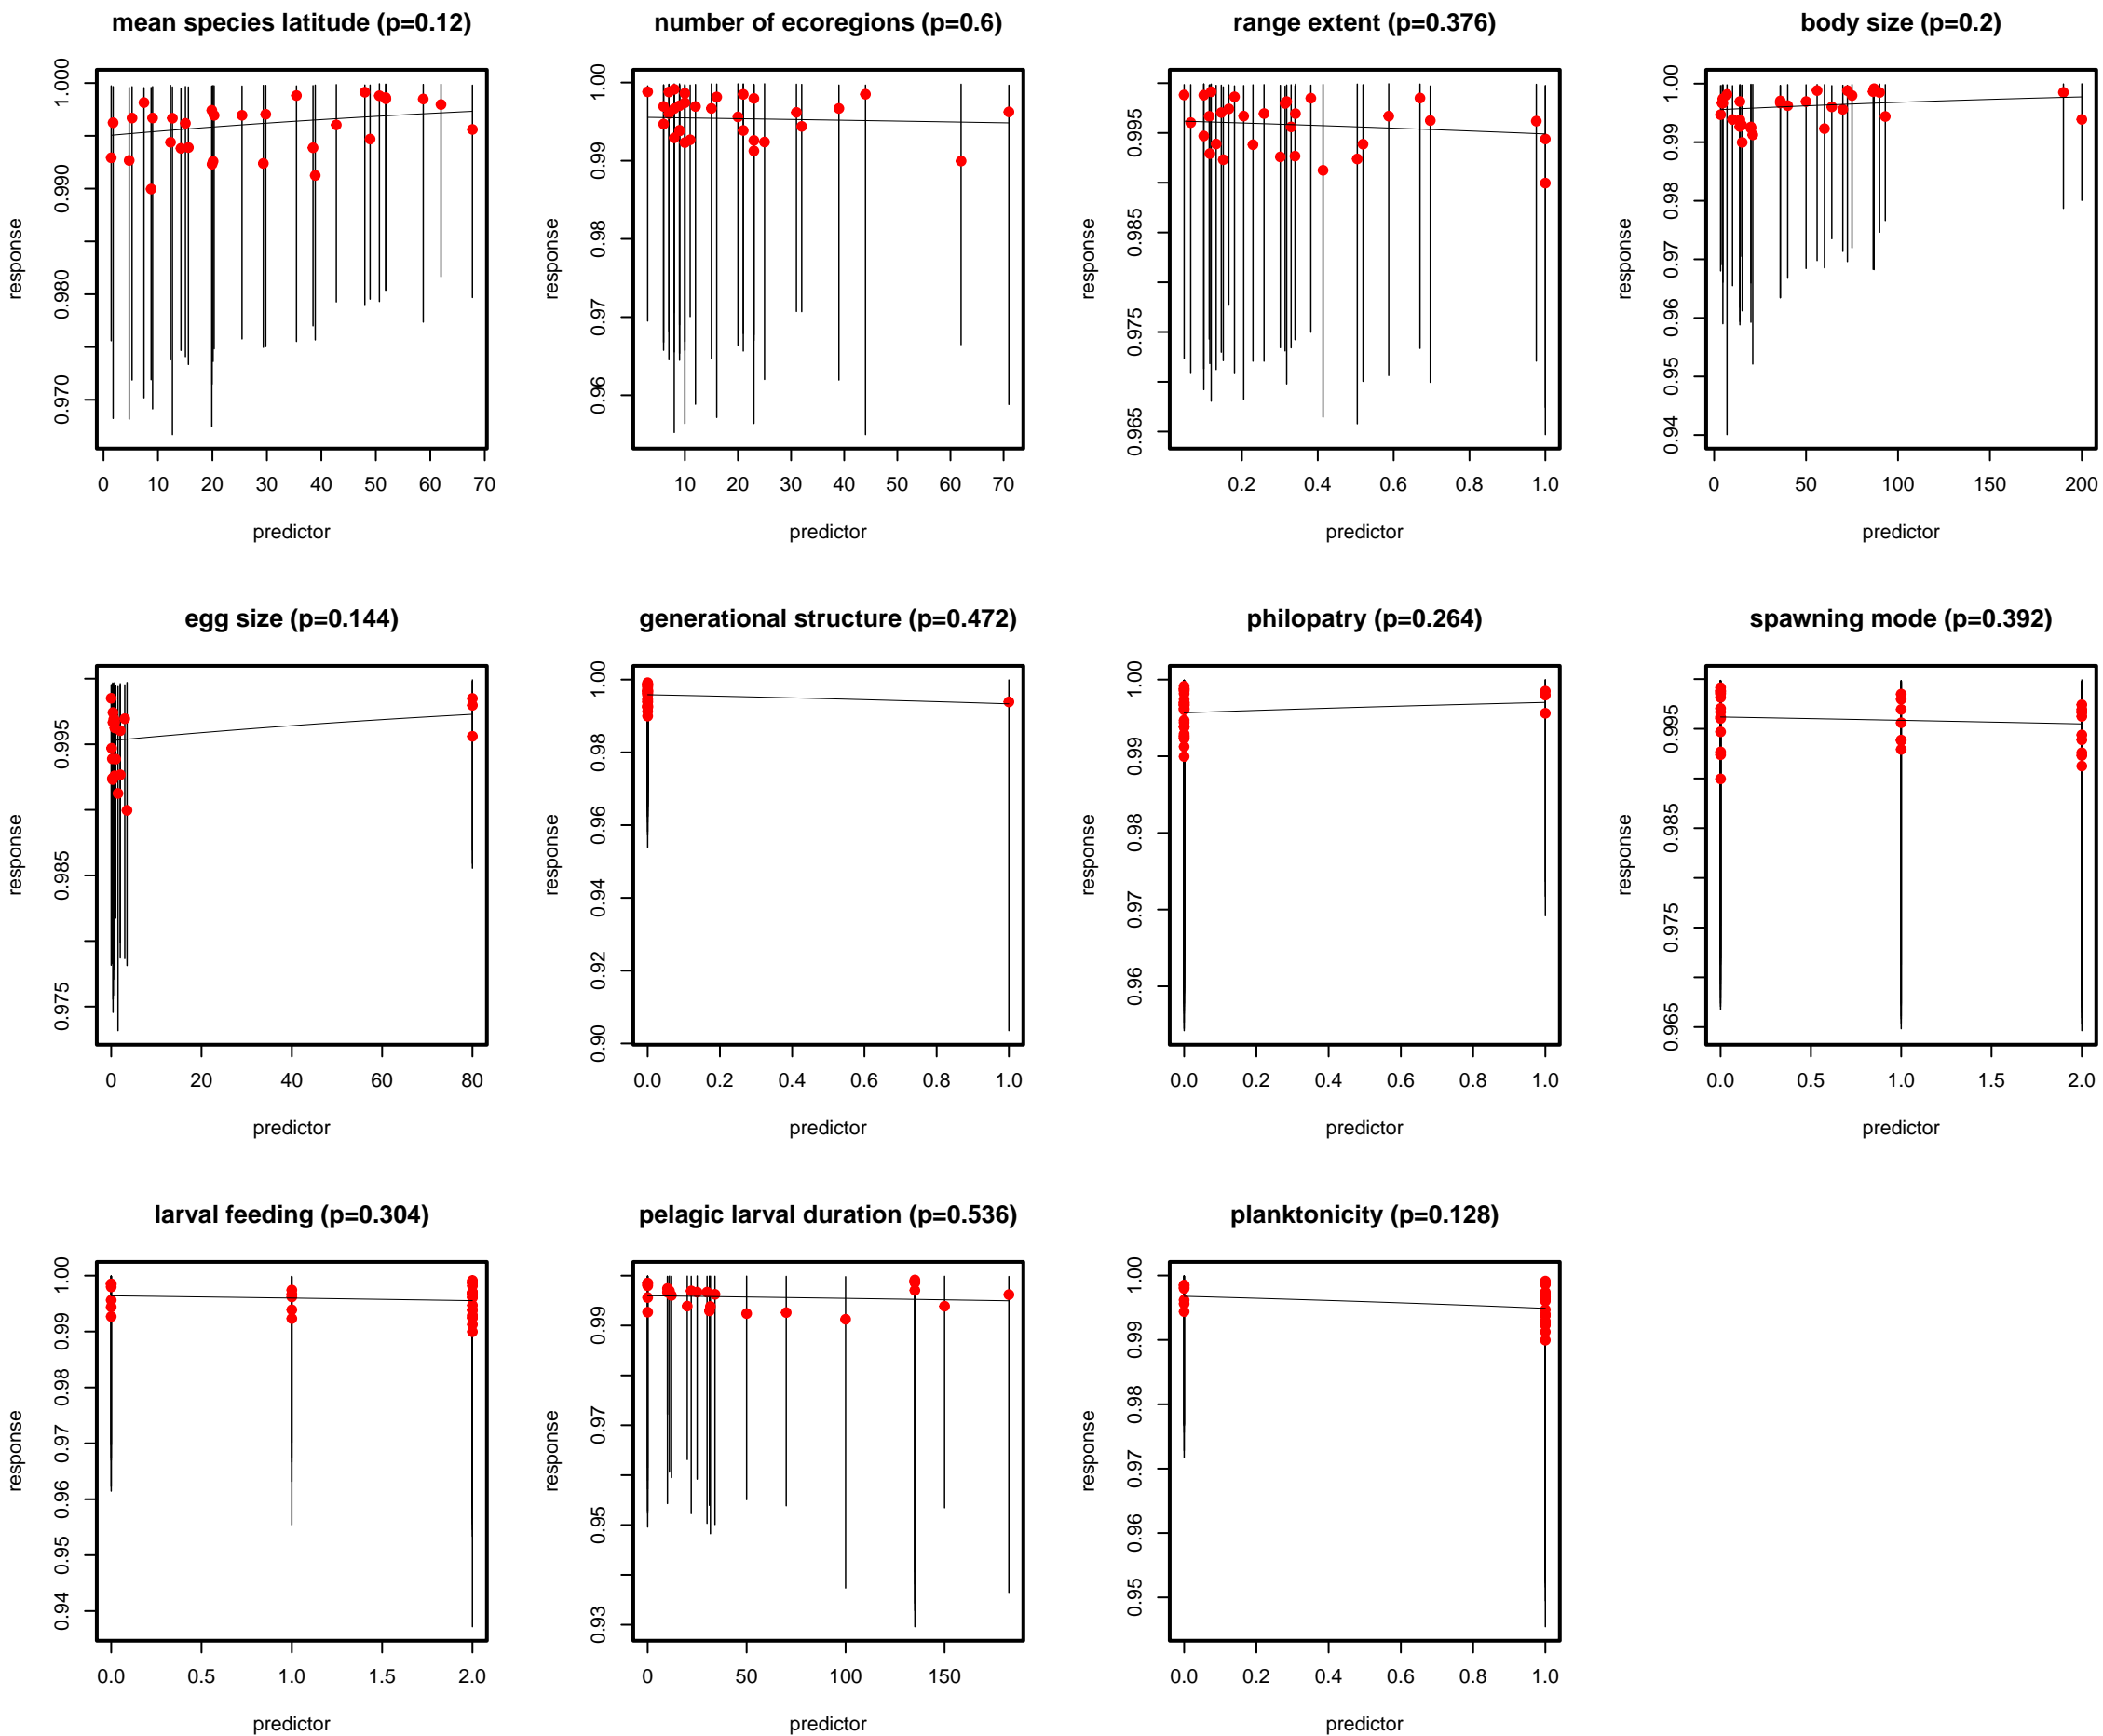 mean species latitude (p=0.12)
response
1.000
0.990
0.980
0.970
0 10 20 30 40 50 60 70
predictor
number of ecoregions (p=0.6)
response
1.00
0.99
0.98
0.97
0.96
10 20 30 40 50 60 70
predictor
range extent (p=0.376)
response
0.995
0.985
0.975
0.965
0.2 0.4 0.6 0.8 1.0
predictor
body size (p=0.2)
response
1.00
0.99
0.98
0.97
0.96
0.95
0.94
0 50 100 150 200
predictor
egg size (p=0.144)
response
0.995
0.985
0.975
0 20 40 60 80
predictor
generational structure (p=0.472)
response
1.00
0.98
0.96
0.94
0.92
0.90
0.0 0.2 0.4 0.6 0.8 1.0
predictor
philopatry (p=0.264)
response
1.00
0.99
0.98
0.97
0.96
0.0 0.2 0.4 0.6 0.8 1.0
predictor
spawning mode (p=0.392)
response
0.995
0.985
0.975
0.965
0.0 0.5 1.0 1.5 2.0
predictor
larval feeding (p=0.304)
response
1.00
0.99
0.98
0.97
0.96
0.95
0.94
0.0 0.5 1.0 1.5 2.0
predictor
pelagic larval duration (p=0.536)
response
0.99
0.97
0.95
0.93
0 50 100 150
predictor
planktonicity (p=0.128)
response
1.00
0.99
0.98
0.97
0.96
0.95
0.0 0.2 0.4 0.6 0.8 1.0
predictor